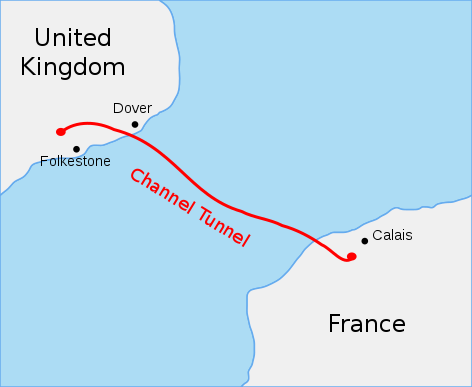 United
Kingdom
Dover
Folkestone
Channel Tunnel
Calais
France